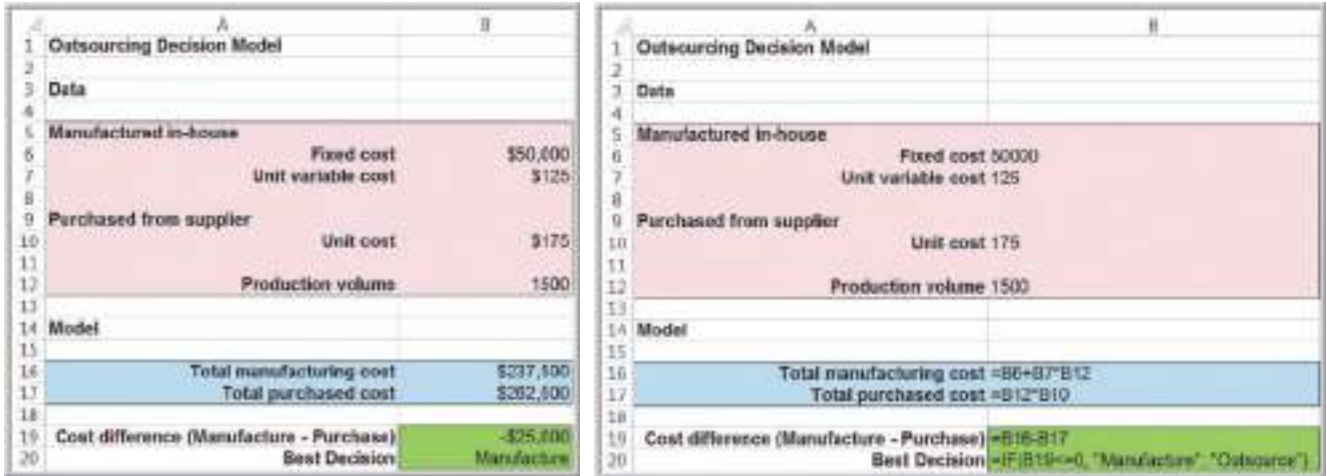 A B
1 Outsourcing Decision Model
2
3 Data
4
5 Manufactured in-house
6 Fixed cost $50,000
7 Unit variable cost $125
8
9 Purchased from supplier
10 Unit cost $175
11
12 Production volume 1500
13
14 Model
15
16 Total manufacturing cost $237,500
17 Total purchased cost $262,500
18
19 Cost difference (Manufacture - Purchase) -$25,000
20 Best Decision Manufacture
A B
1 Outsourcing Decision Model
2
3 Data
4
5 Manufactured in-house
6 Fixed cost 50000
7 Unit variable cost 125
8
9 Purchased from supplier
10 Unit cost 175
11
12 Production volume 1500
13
14 Model
15
16 Total manufacturing cost =B6+B7*B12
17 Total purchased cost =B12*B10
18
19 Cost difference (Manufacture - Purchase) =B16-B17
20 Best Decision =IF(B19<=0, "Manufacture", "Outsource")